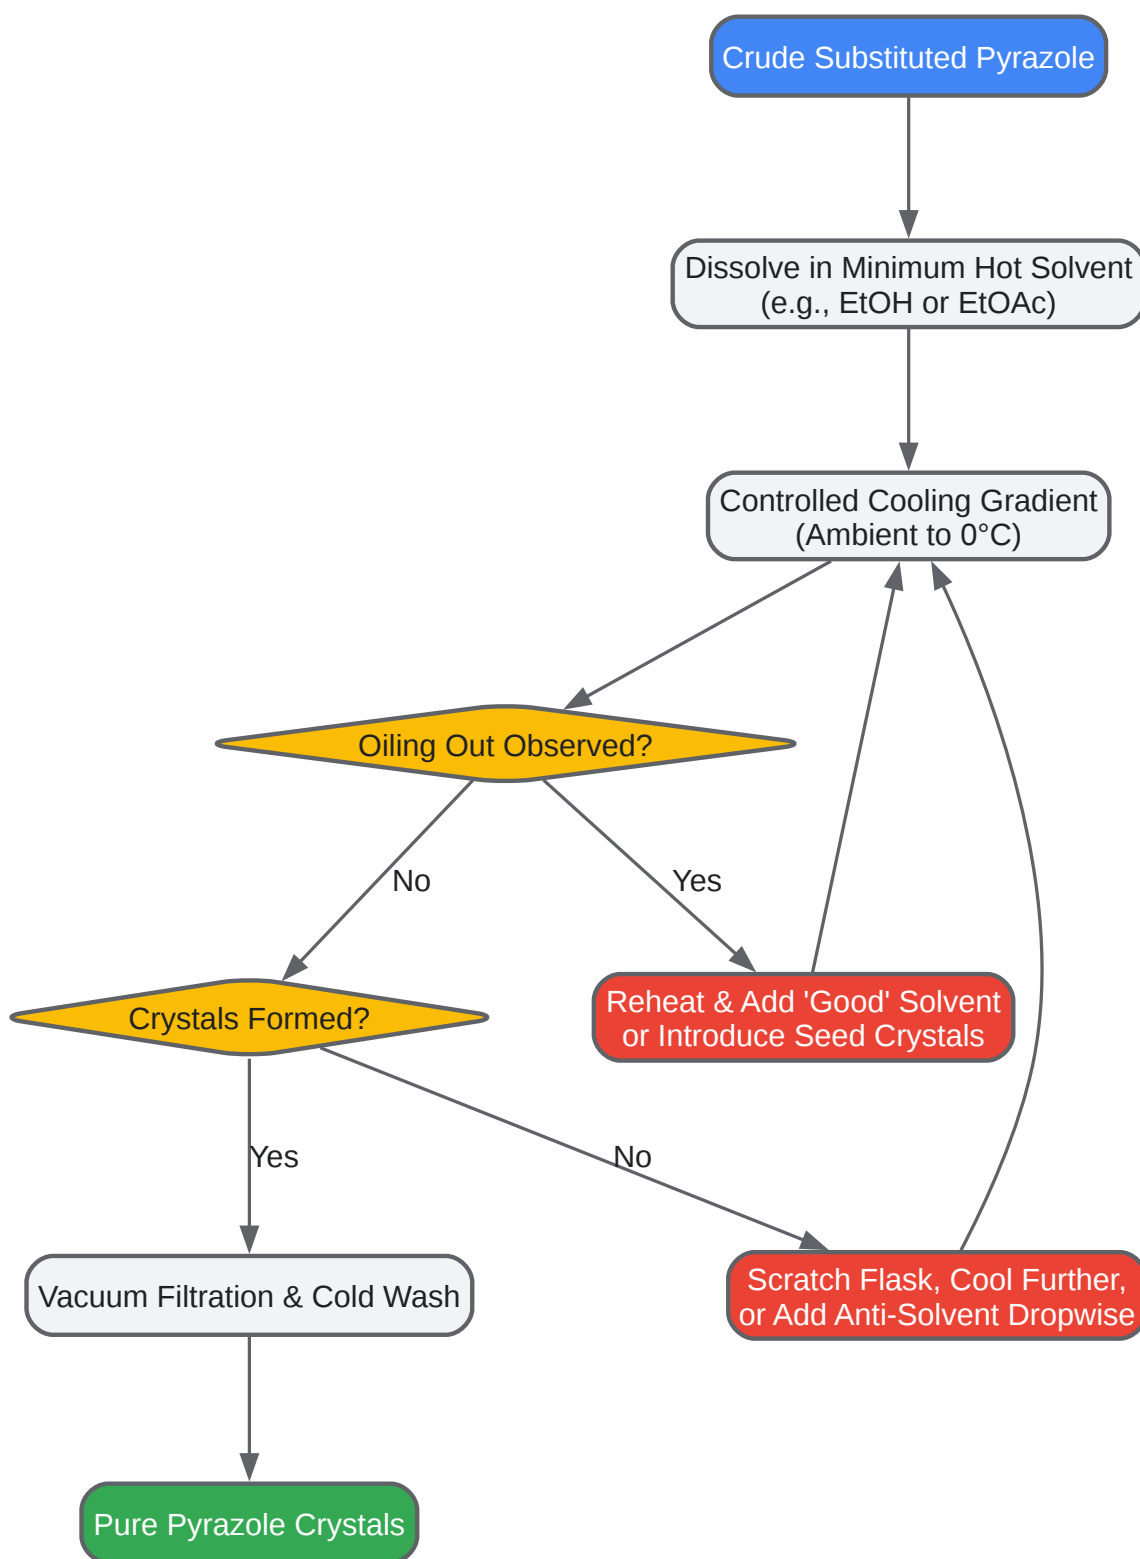 Crude Substituted Pyrazole
Dissolve in Minimum Hot Solvent
(e.g., EtOH or EtOAc)
Controlled Cooling Gradient
(Ambient to 0°C)
Oiling Out Observed?
No
Yes
Crystals Formed?
Reheat & Add 'Good' Solvent
or Introduce Seed Crystals
Yes
No
Vacuum Filtration & Cold Wash
Scratch Flask, Cool Further,
or Add Anti-Solvent Dropwise
Pure Pyrazole Crystals